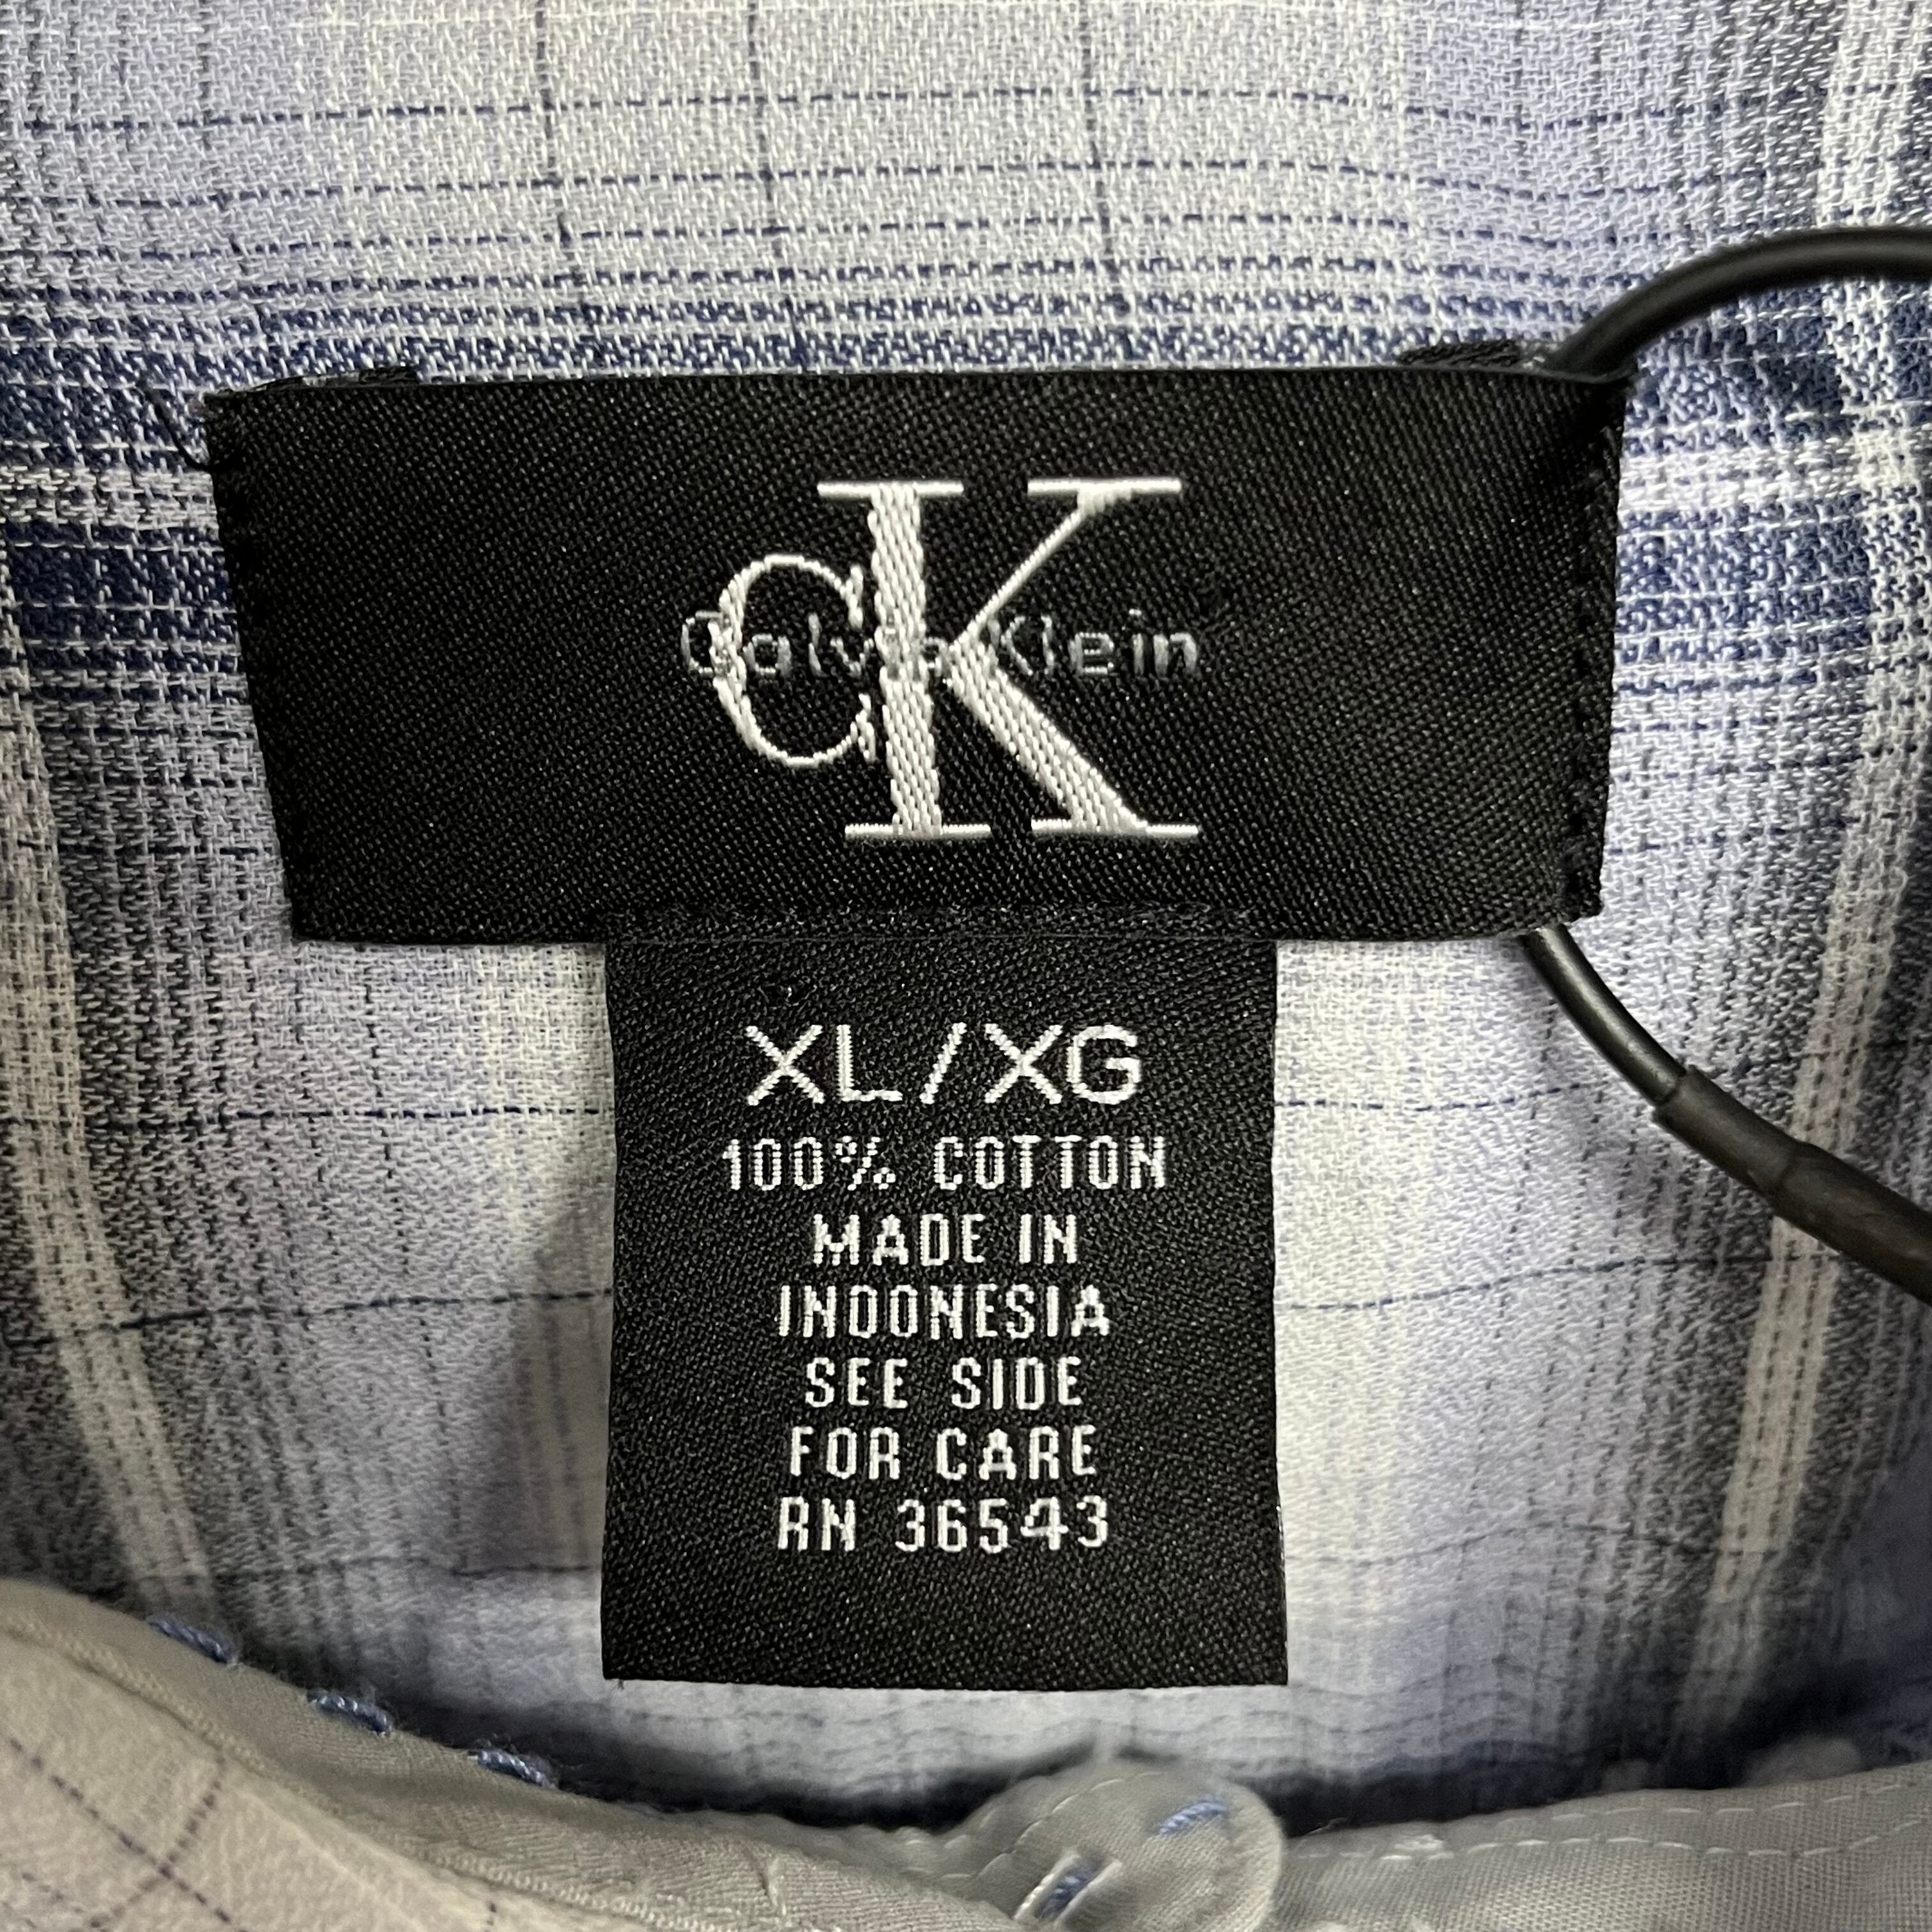 cK
Calvin Klein
XL/XG
100% COTTON
MADE IN
INDONESIA
SEE SIDE
FOR CARE
RN 36543